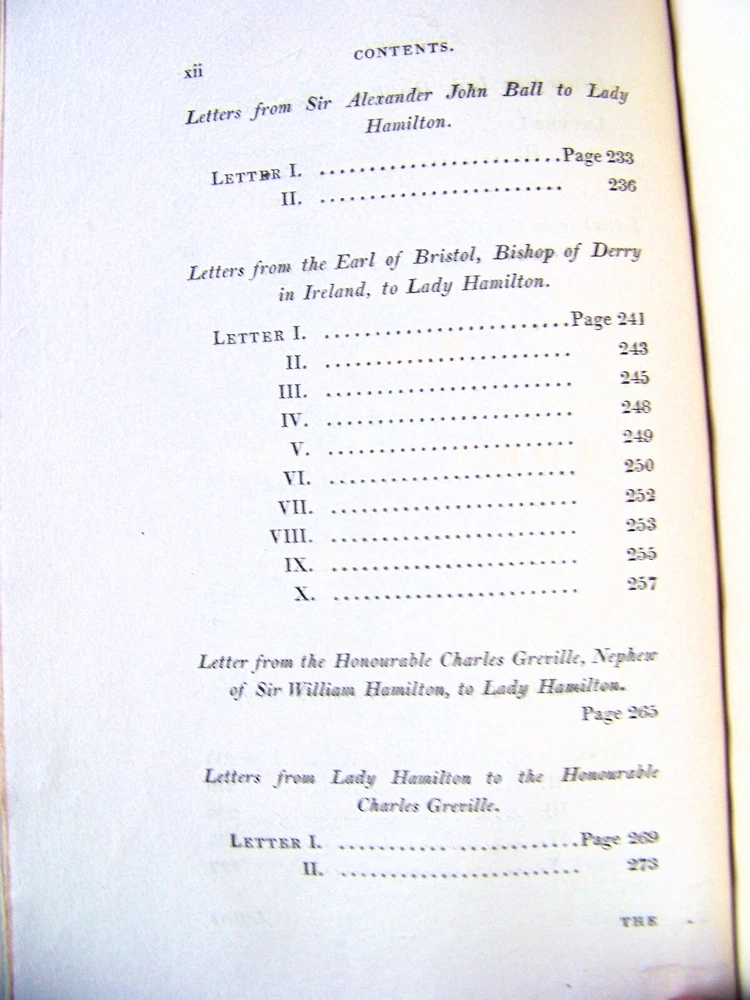 xii
CONTENTS.
Letters from Sir Alexander John Ball to Lady
Hamilton.
LETTER I. ........................Page 233
II. ........................ 236
Letters from the Earl of Bristol, Bishop of Derry
in Ireland, to Lady Hamilton.
LETTER I. ........................Page 241
II. ........................ 243
III. ........................ 245
IV. ........................ 248
V. ........................ 249
VI. ........................ 250
VII. ........................ 252
VIII. ........................ 253
IX. ........................ 255
X. ........................ 257
Letter from the Honourable Charles Greville, Nephew
of Sir William Hamilton, to Lady Hamilton.
Page 265
Letters from Lady Hamilton to the Honourable
Charles Greville.
LETTER I. ........................Page 269
II. ........................ 273
THE